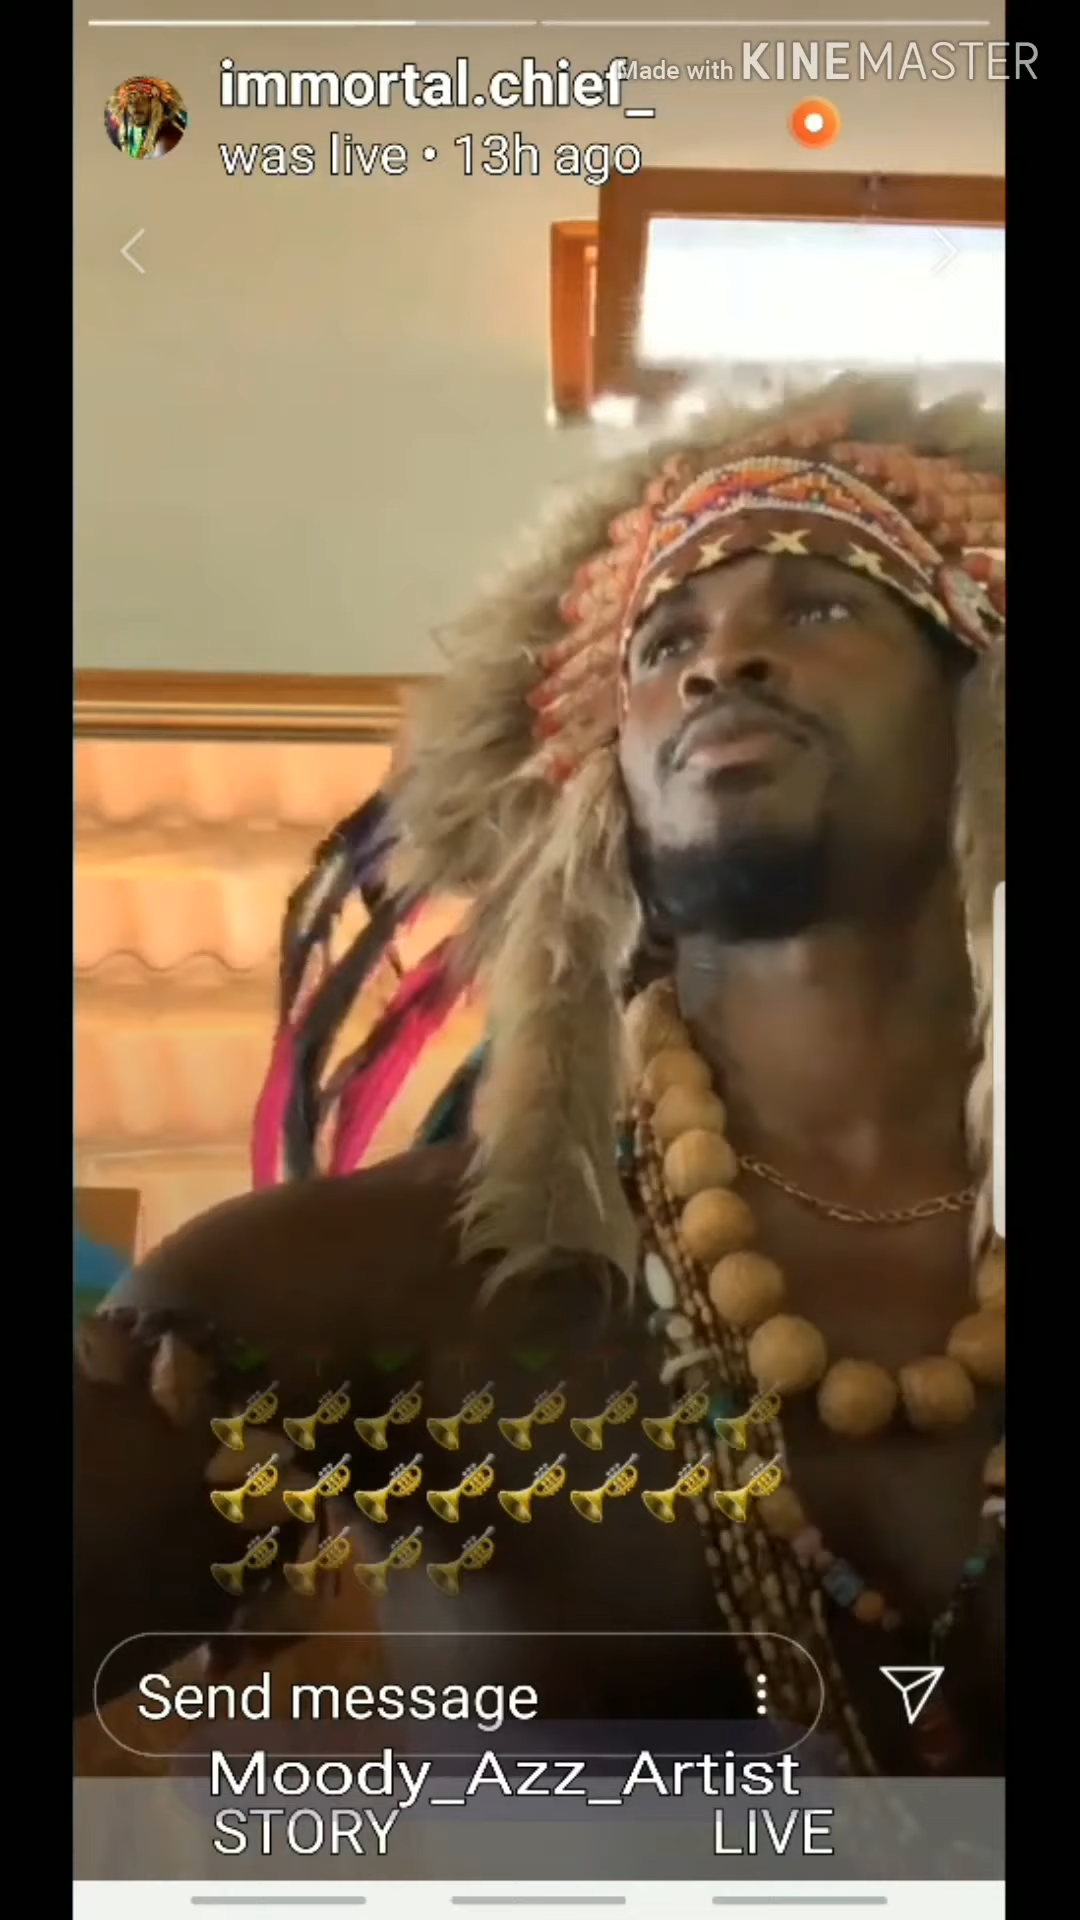 Made with KINEMASTER
immortal.chief_
was live • 13h ago
Send message
Moody_Azz_Artist
STORY LIVE